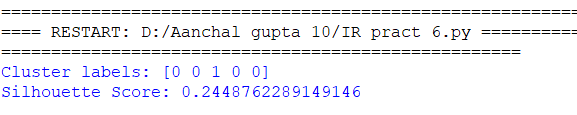 =========================================================
==== RESTART: D:/Aanchal gupta 10/IR pract 6.py ==========
====================================================
Cluster labels: [0 0 1 0 0]
Silhouette Score: 0.2448762289149146